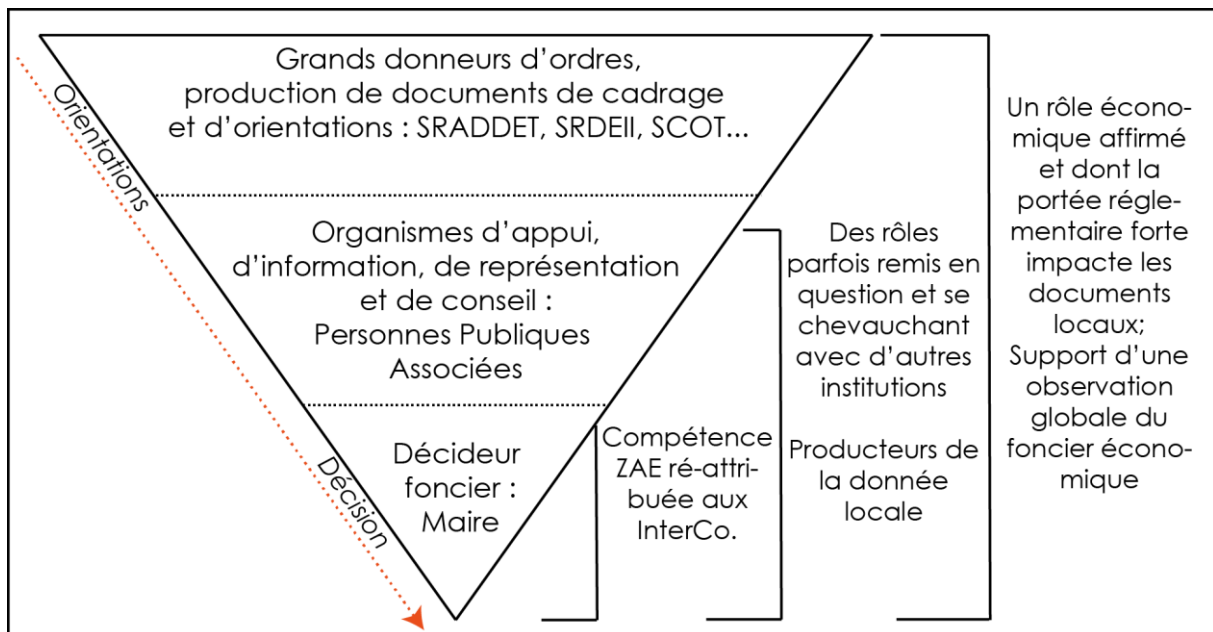 Grands donneurs d'ordres,
production de documents de cadrage
et d'orientations : SRADDET, SRDEII, SCOT...
Orientations
Organismes d'appui,
d'information, de représentation
et de conseil :
Personnes Publiques
Associées
Décideur
foncier :
Maire
Décision
Compétence
ZAE ré-attri-
buée aux
InterCo.
Des rôles
parfois remis en
question et se
chevauchant
avec d'autres
institutions
Producteurs de
la donnée
locale
Un rôle écono-
mique affirmé
et dont la
portée régle-
mentaire forte
impacte les
documents
locaux;
Support d'une
observation
globale du
foncier écono-
mique